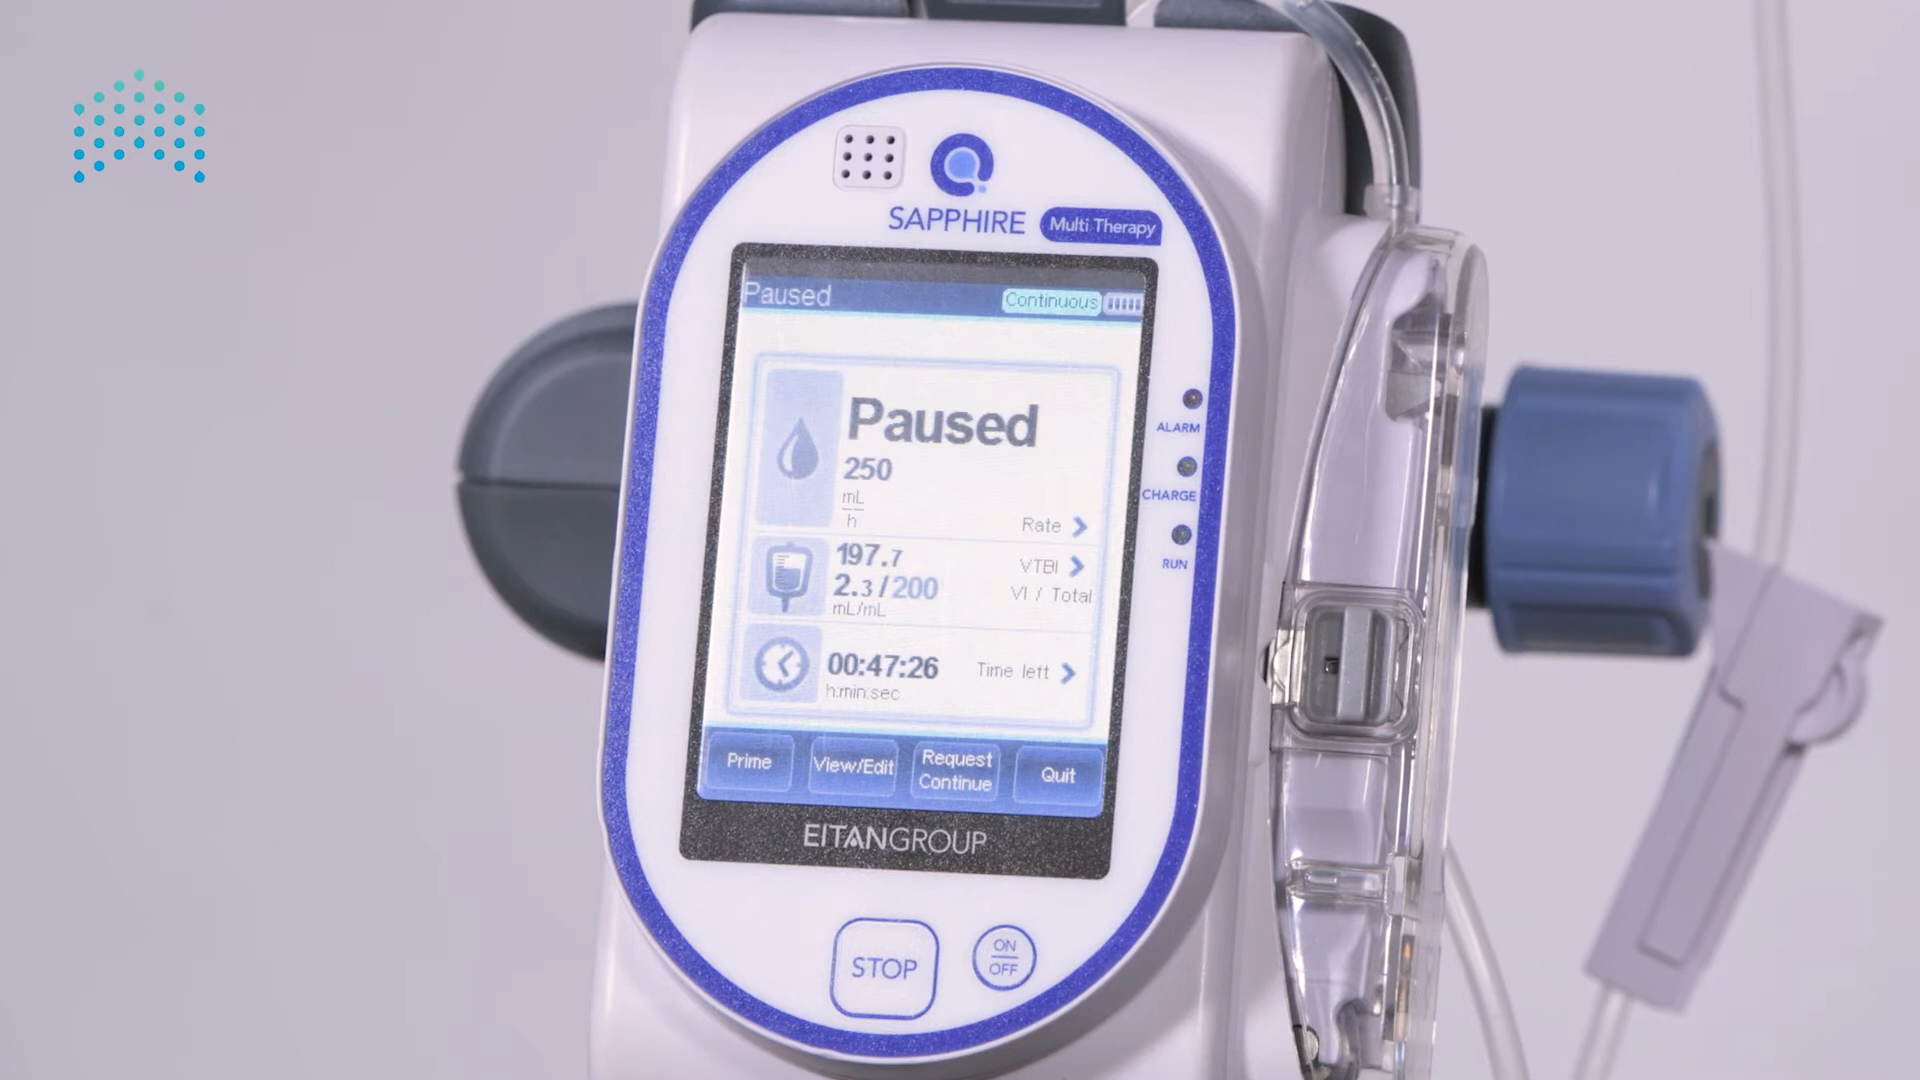 SAPPHIRE Multi Therapy
Paused Continuous
Paused
250
mL
h
Rate
197.7
VTBI
2.3/200
VI / Total
mL/mL
00:47:26
Time left
h:min:sec
Prime
View/Edit
Request
Continue
Quit
EITANGROUP
ALARM
CHARGE
RUN
STOP
ON
OFF